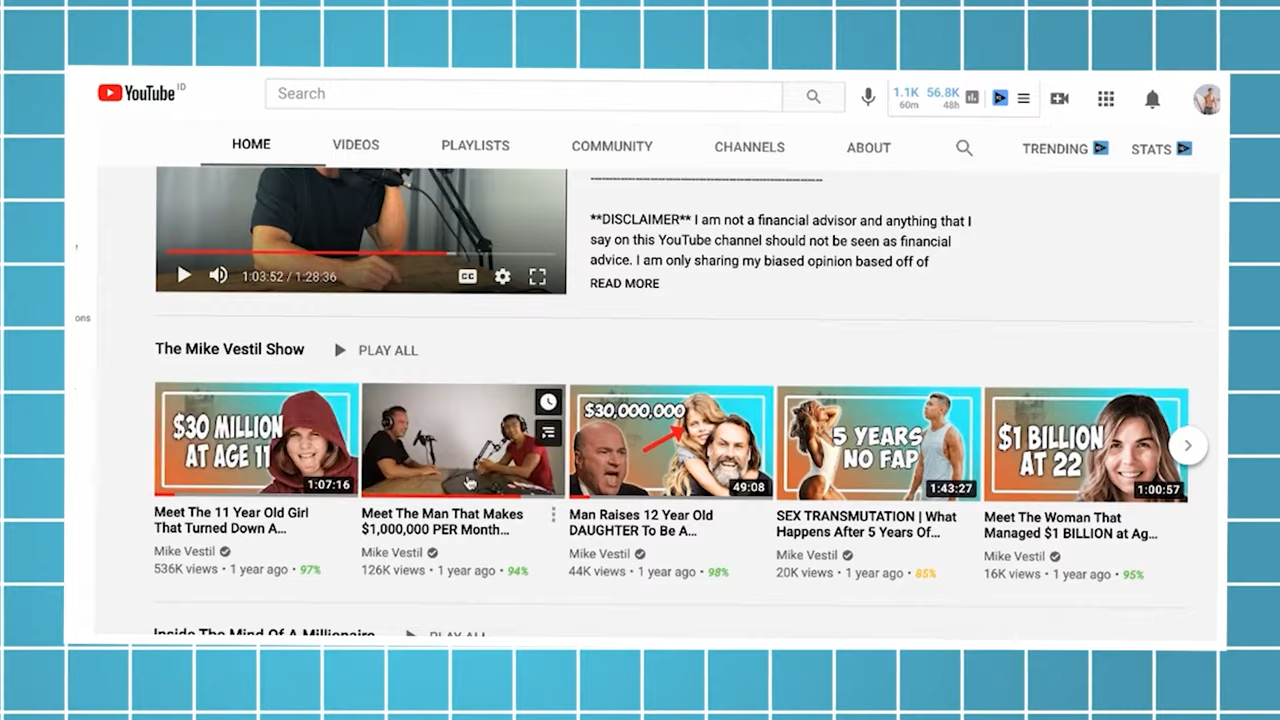 YouTube ID
Search
1.1K 56.8K
60m 48h
HOME VIDEOS PLAYLISTS COMMUNITY CHANNELS ABOUT TRENDING STATS
**DISCLAIMER** I am not a financial advisor and anything that I
say on this YouTube channel should not be seen as financial
advice. I am only sharing my biased opinion based off of
READ MORE
1:03:52 / 1:28:36
CC
ons
The Mike Vestil Show PLAY ALL
$30 MILLION
AT AGE 11
1:07:16
Meet The 11 Year Old Girl
That Turned Down A...
Mike Vestil
536K views • 1 year ago • 97%
Meet The Man That Makes
$1,000,000 PER Month...
Mike Vestil
126K views • 1 year ago • 94%
$30,000,000
49:08
Man Raises 12 Year Old
DAUGHTER To Be A...
Mike Vestil
44K views • 1 year ago • 98%
5 YEARS
NO FAP
1:43:27
SEX TRANSMUTATION | What
Happens After 5 Years Of...
Mike Vestil
20K views • 1 year ago • 85%
$1 BILLION
AT 22
1:00:57
Meet The Woman That
Managed $1 BILLION at Ag...
Mike Vestil
16K views • 1 year ago • 95%
Inside The Mind Of A Millionaire PLAY ALL